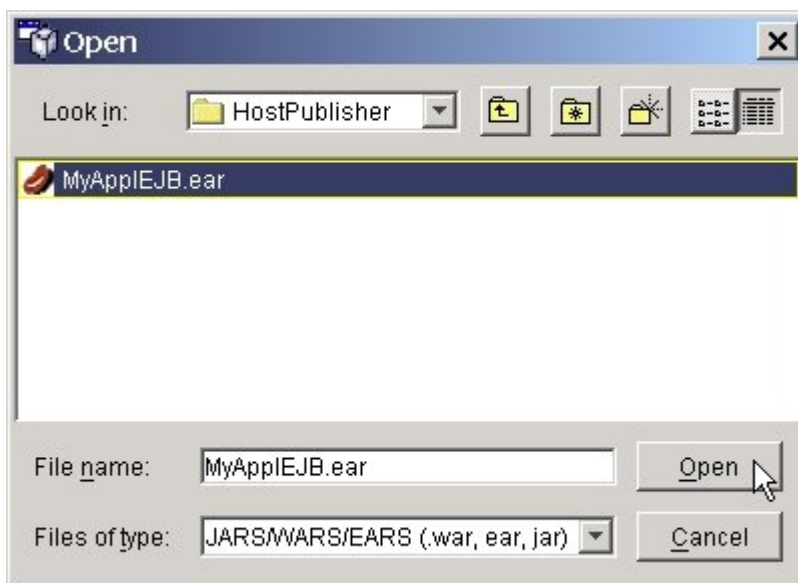 Open
Look in: HostPublisher
MyApplEJB.ear
File name: MyApplEJB.ear Open
Files of type: JARS/WARS/EARS (.war, ear, jar) Cancel